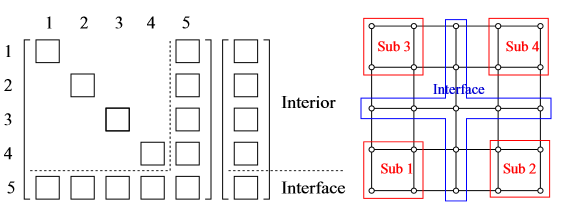 1 2 3 4 5
1
2
3
4
5
Interior
Interface
Sub 3
Sub 4
Interface
Sub 1
Sub 2